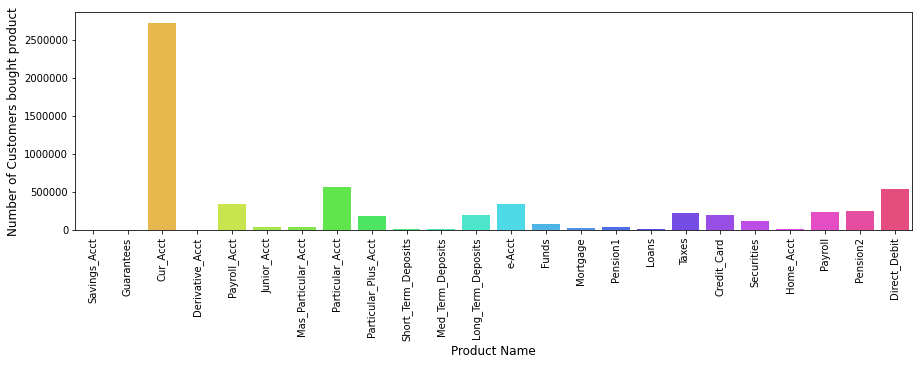 Number of Customers bought product
2500000
2000000
1500000
1000000
500000
0
Savings_Acct
Guarantees
Cur_Acct
Derivative_Acct
Payroll_Acct
Junior_Acct
Mas_Particular_Acct
Particular_Acct
Particular_Plus_Acct
Short_Term_Deposits
Med_Term_Deposits
Long_Term_Deposits
e-Acct
Funds
Mortgage
Pension1
Loans
Taxes
Credit_Card
Securities
Home_Acct
Payroll
Pension2
Direct_Debit
Product Name